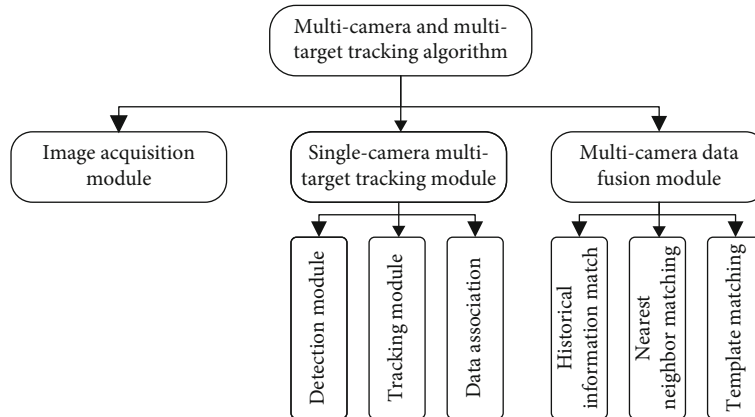 Multi-camera and multi-
target tracking algorithm
Image acquisition
module
Single-camera multi-
target tracking module
Multi-camera data
fusion module
Detection module
Tracking module
Data association
Historical
information match
Nearest
neighbor matching
Template matching